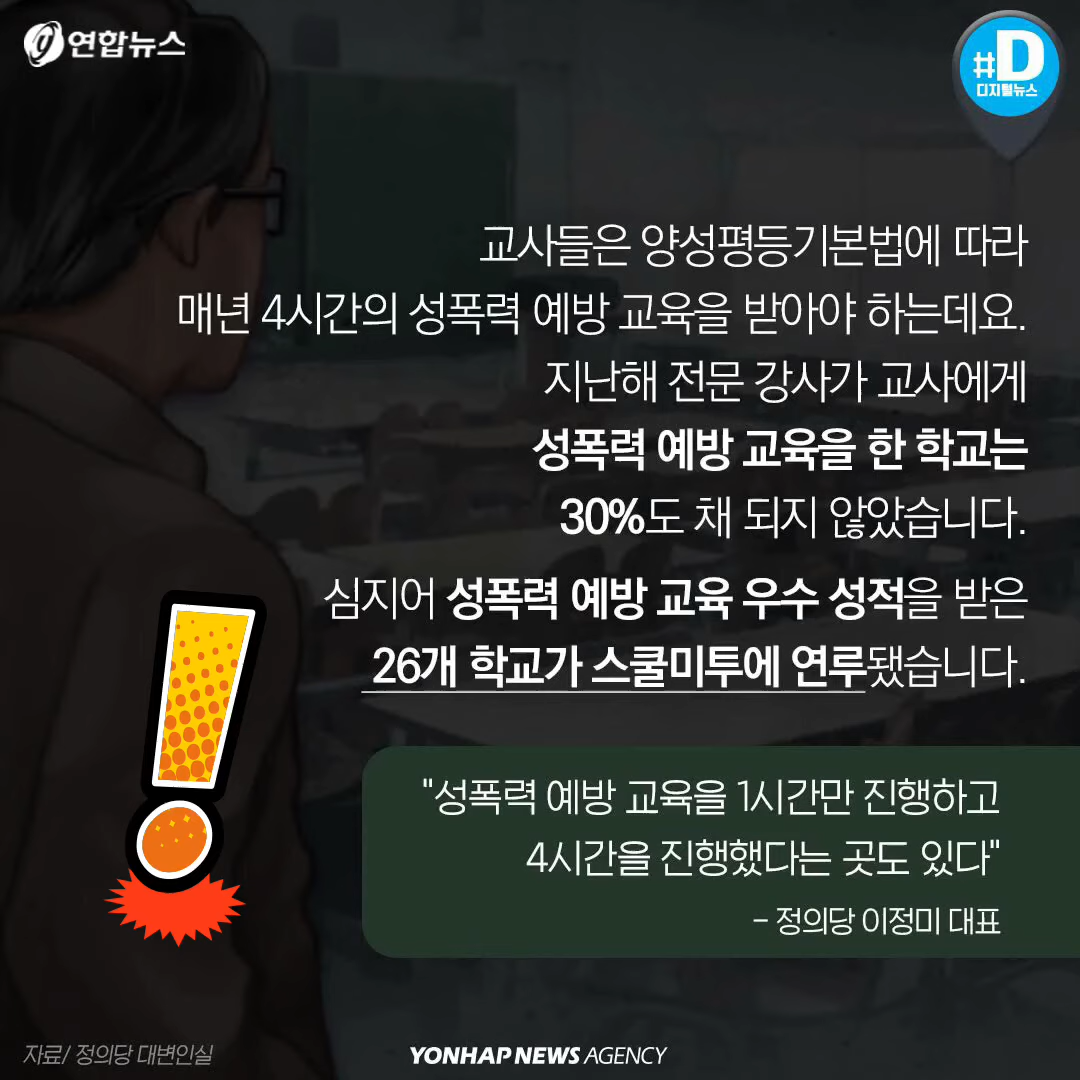 연합뉴스
#D
디지털뉴스
교사들은 양성평등기본법에 따라
매년 4시간의 성폭력 예방 교육을 받아야 하는데요.
지난해 전문 강사가 교사에게
성폭력 예방 교육을 한 학교는
30%도 채 되지 않았습니다.
심지어 성폭력 예방 교육 우수 성적을 받은
26개 학교가 스쿨미투에 연루됐습니다.
"성폭력 예방 교육을 1시간만 진행하고
4시간을 진행했다는 곳도 있다"
– 정의당 이정미 대표
자료/ 정의당 대변인실
YONHAP NEWS AGENCY